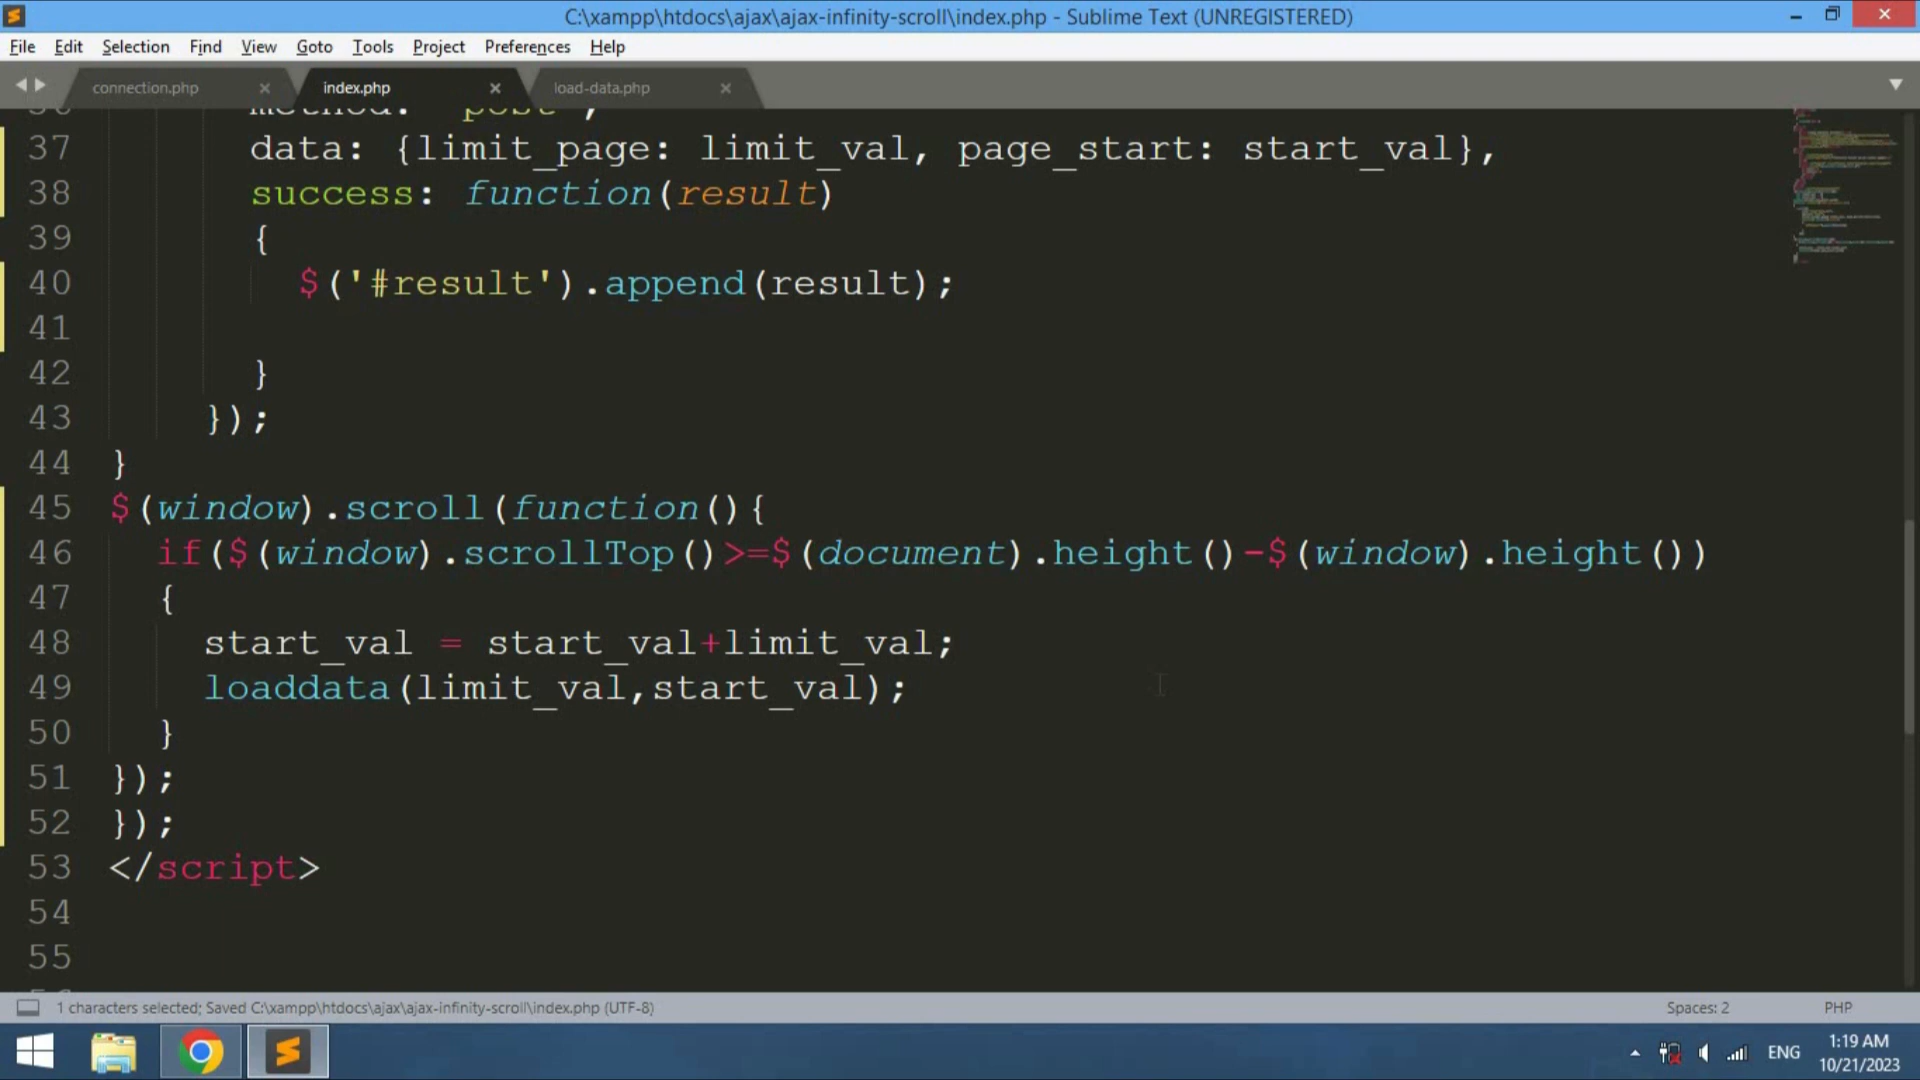 C:\xampp\htdocs\ajax\ajax-infinity-scroll\index.php - Sublime Text (UNREGISTERED)
File Edit Selection Find View Goto Tools Project Preferences Help
connection.php × index.php × load-data.php ×
36 method: 'post',
37 data: {limit_page: limit_val, page_start: start_val},
38 success: function(result)
39 {
40 $('#result').append(result);
41
42 }
43 });
44 }
45 $(window).scroll(function(){
46 if($(window).scrollTop()>=$(document).height()-$(window).height())
47 {
48 start_val = start_val+limit_val;
49 loaddata(limit_val,start_val);
50 }
51 });
52 });
53 </script>
54
55
1 characters selected; Saved C:\xampp\htdocs\ajax\ajax-infinity-scroll\index.php (UTF-8) Spaces: 2 PHP
ENG 1:19 AM
10/21/2023